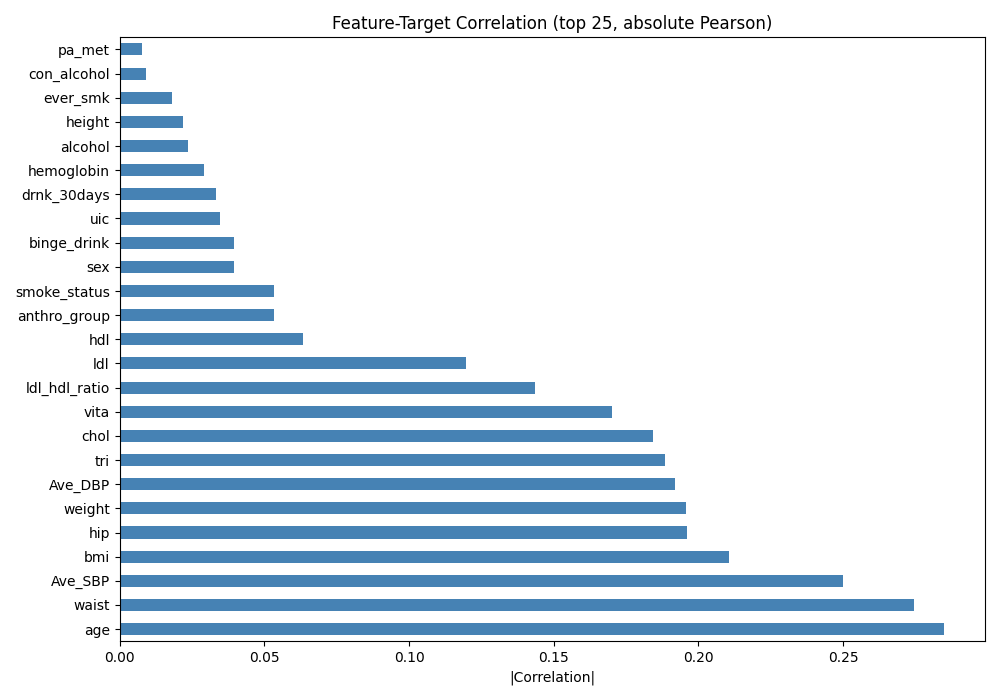 Feature-Target Correlation (top 25, absolute Pearson)
pa_met
con_alcohol
ever_smk
height
alcohol
hemoglobin
drnk_30days
uic
binge_drink
sex
smoke_status
anthro_group
hdl
ldl
ldl_hdl_ratio
vita
chol
tri
Ave_DBP
weight
hip
bmi
Ave_SBP
waist
age
0.00 0.05 0.10 0.15 0.20 0.25
|Correlation|